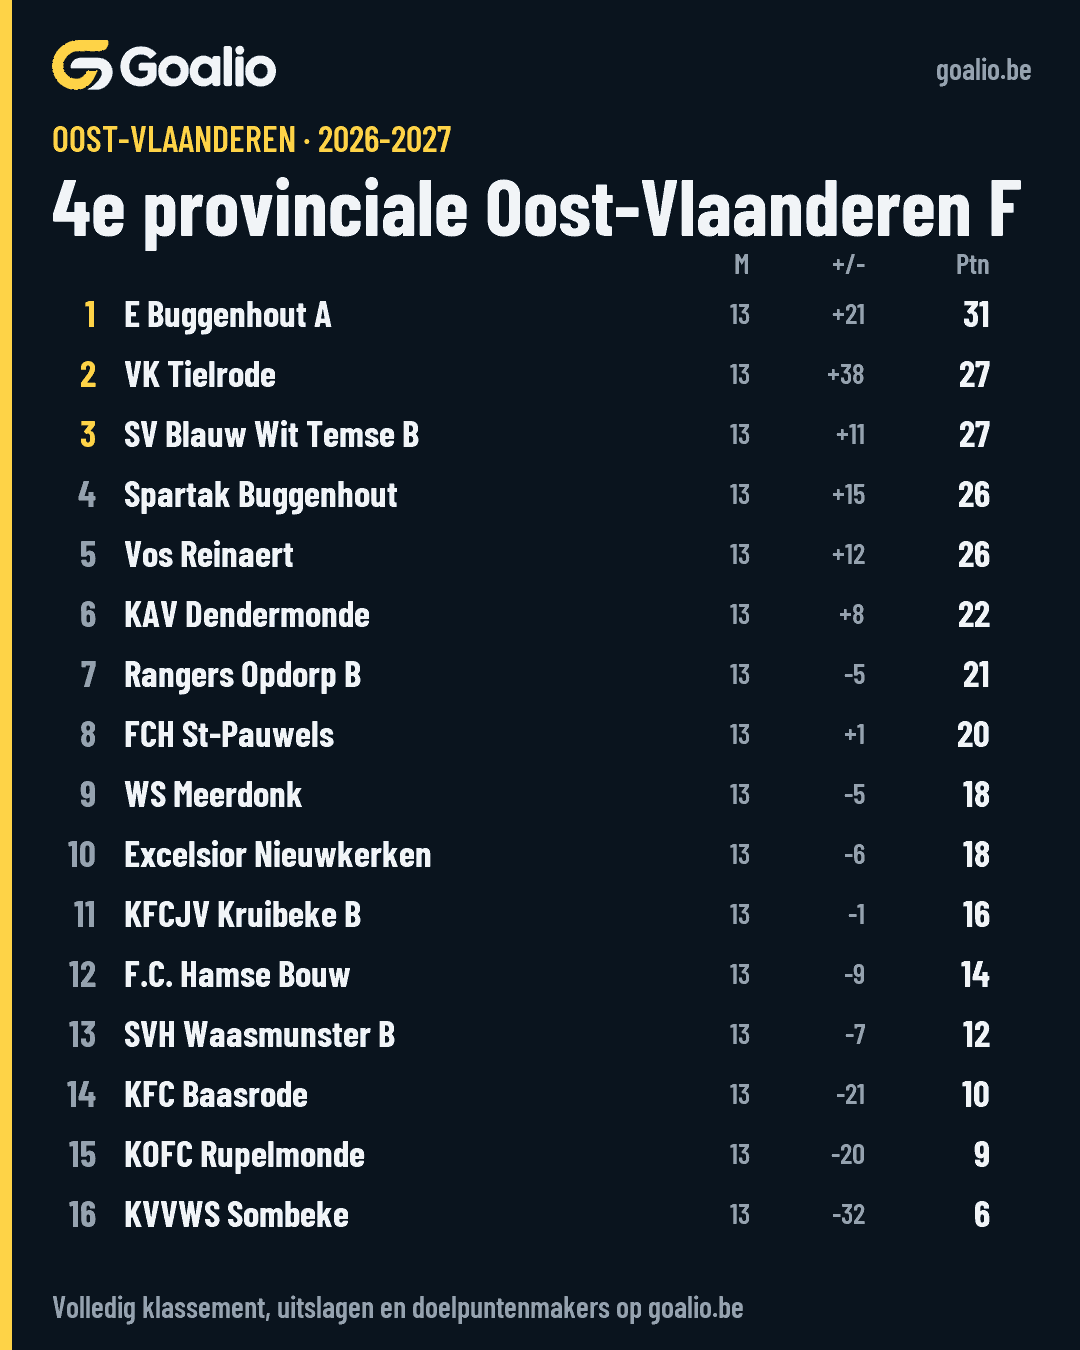 Goalio
goalio.be
OOST-VLAANDEREN · 2026-2027
4e provinciale Oost-Vlaanderen F
M +/- Ptn
1 E Buggenhout A 13 +21 31
2 VK Tielrode 13 +38 27
3 SV Blauw Wit Temse B 13 +11 27
4 Spartak Buggenhout 13 +15 26
5 Vos Reinaert 13 +12 26
6 KAV Dendermonde 13 +8 22
7 Rangers Opdorp B 13 -5 21
8 FCH St-Pauwels 13 +1 20
9 WS Meerdonk 13 -5 18
10 Excelsior Nieuwkerken 13 -6 18
11 KFCJV Kruibeke B 13 -1 16
12 F.C. Hamse Bouw 13 -9 14
13 SVH Waasmunster B 13 -7 12
14 KFC Baasrode 13 -21 10
15 KOFC Rupelmonde 13 -20 9
16 KVVWS Sombeke 13 -32 6
Volledig klassement, uitslagen en doelpuntenmakers op goalio.be